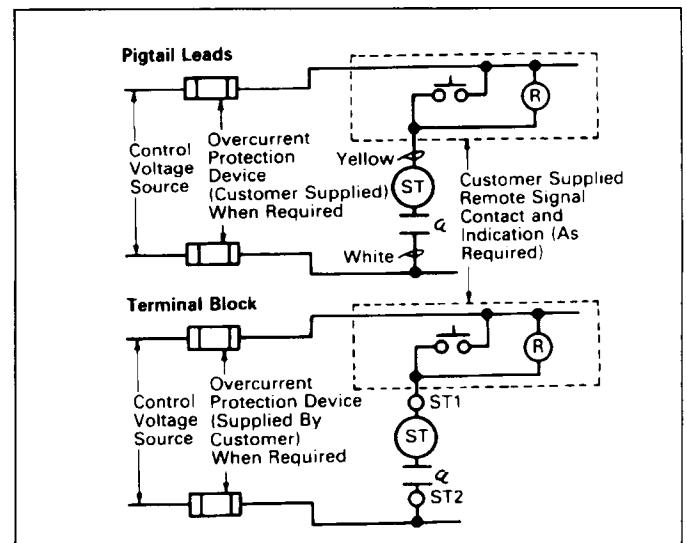 Pigtail Leads
R
Control
Voltage
Source
Overcurrent
Protection
Device
(Customer Supplied)
When Required
Yellow
ST
a
White
Customer Supplied
Remote Signal
Contact and
Indication (As
Required)
Terminal Block
R
Control
Voltage
Source
Overcurrent
Protection Device
(Supplied By
Customer)
When Required
ST1
ST
a
ST2